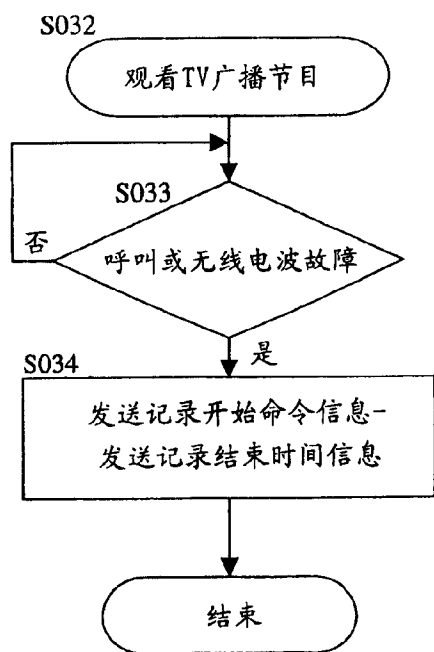 S032
观看TV广播节目
S033
否
呼叫或无线电波故障
是
S034
发送记录开始命令信息-
发送记录结束时间信息
结束